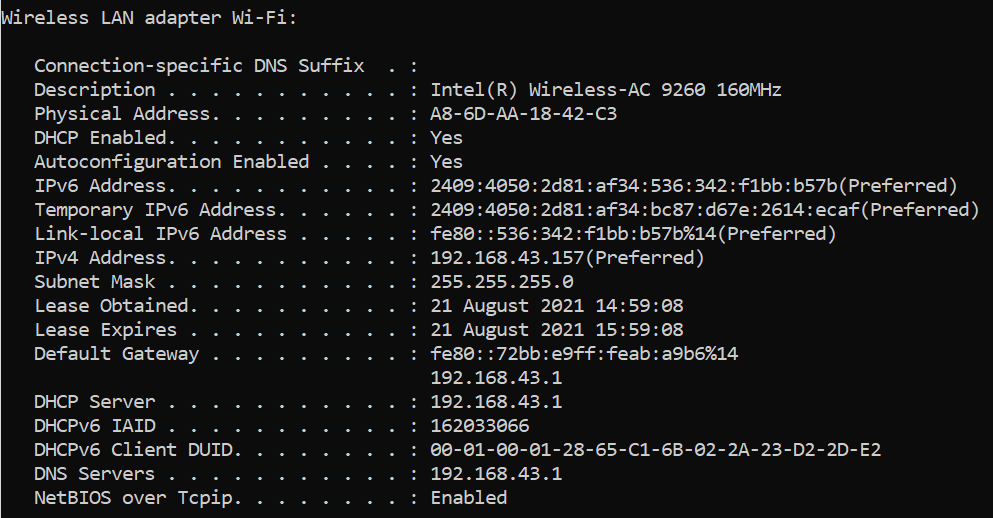 Wireless LAN adapter Wi-Fi:
Connection-specific DNS Suffix  . :
Description . . . . . . . . . . . : Intel(R) Wireless-AC 9260 160MHz
Physical Address. . . . . . . . . : A8-6D-AA-18-42-C3
DHCP Enabled. . . . . . . . . . . : Yes
Autoconfiguration Enabled . . . . : Yes
IPv6 Address. . . . . . . . . . . : 2409:4050:2d81:af34:536:342:f1bb:b57b(Preferred)
Temporary IPv6 Address. . . . . . : 2409:4050:2d81:af34:bc87:d67e:2614:ecaf(Preferred)
Link-local IPv6 Address . . . . . : fe80::536:342:f1bb:b57b%14(Preferred)
IPv4 Address. . . . . . . . . . . : 192.168.43.157(Preferred)
Subnet Mask . . . . . . . . . . . : 255.255.255.0
Lease Obtained. . . . . . . . . . : 21 August 2021 14:59:08
Lease Expires . . . . . . . . . . : 21 August 2021 15:59:08
Default Gateway . . . . . . . . . : fe80::72bb:e9ff:feab:a9b6%14
192.168.43.1
DHCP Server . . . . . . . . . . . : 192.168.43.1
DHCPv6 IAID . . . . . . . . . . . : 162033066
DHCPv6 Client DUID. . . . . . . . : 00-01-00-01-28-65-C1-6B-02-2A-23-D2-2D-E2
DNS Servers . . . . . . . . . . . : 192.168.43.1
NetBIOS over Tcpip. . . . . . . . : Enabled